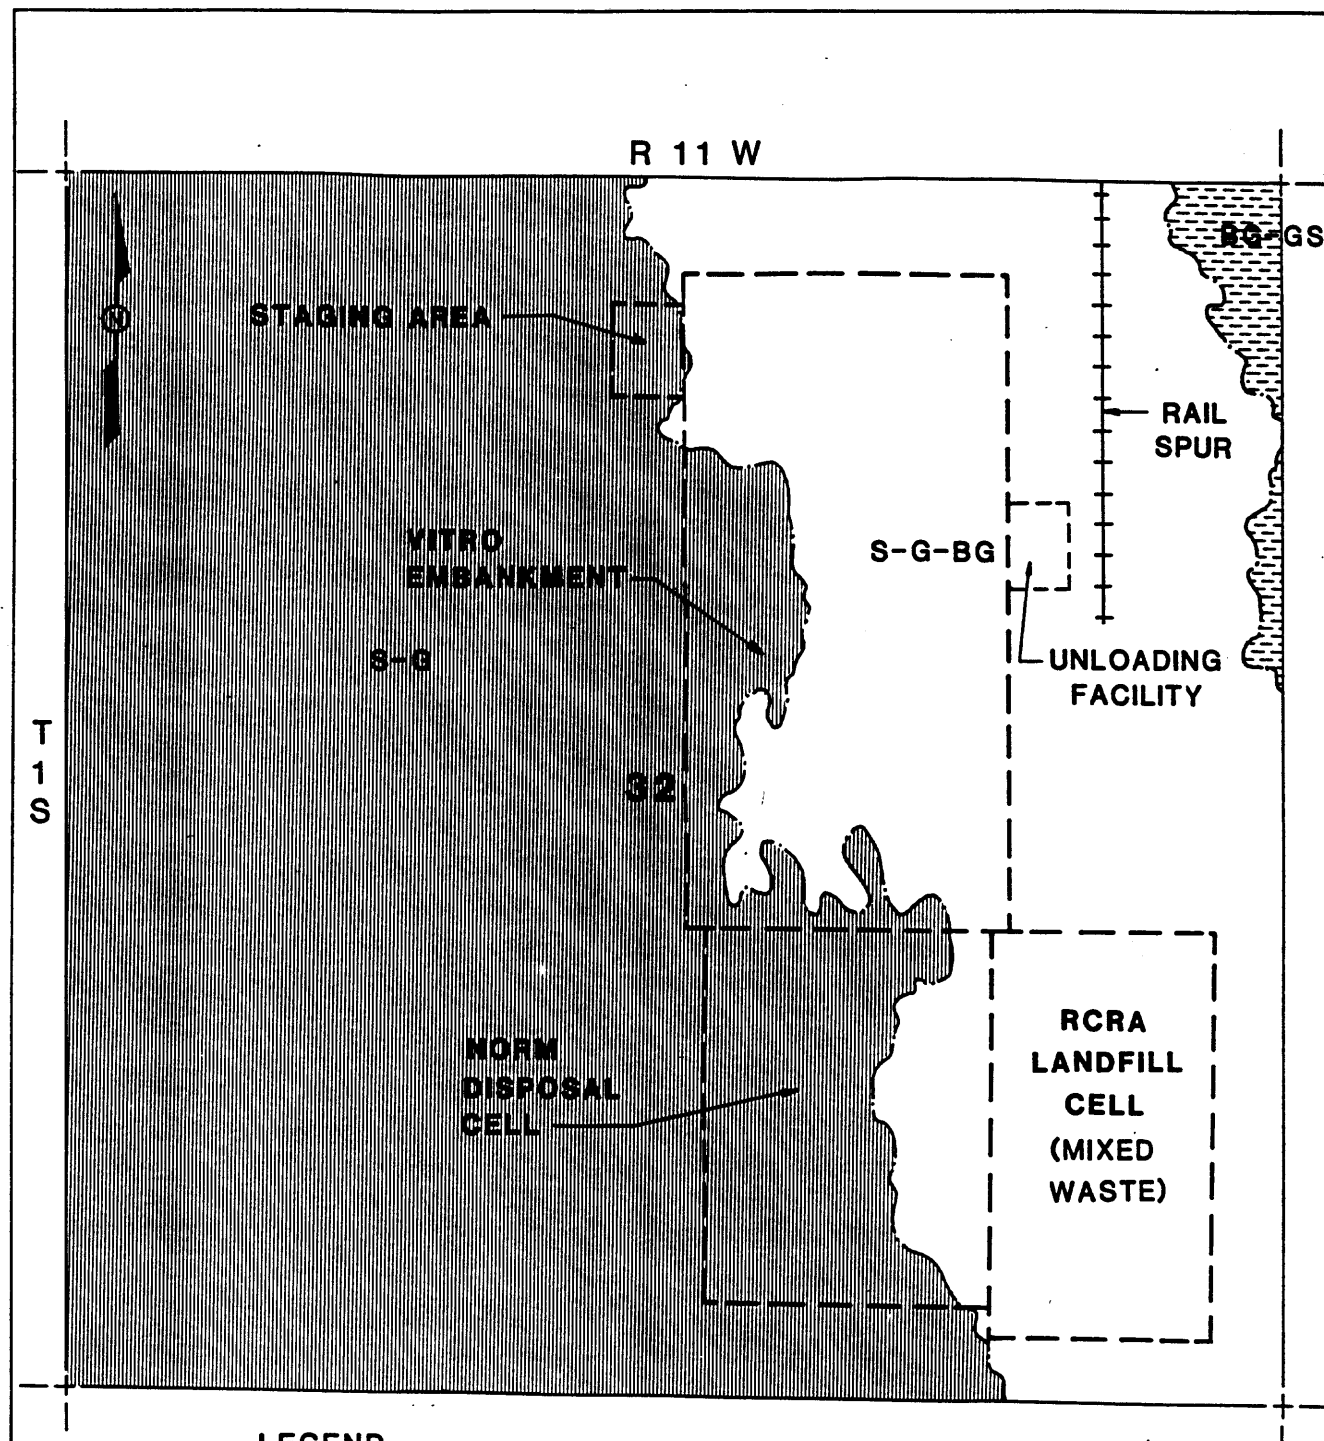 R 11 W
BG-GS
STAGING AREA
N
RAIL
SPUR
VITRO
EMBANKMENT
S-G-BG
S-G
UNLOADING
FACILITY
T
1
S
32
RCRA
LANDFILL
CELL
(MIXED
WASTE)
NORM
DISPOSAL
CELL
LEGEND